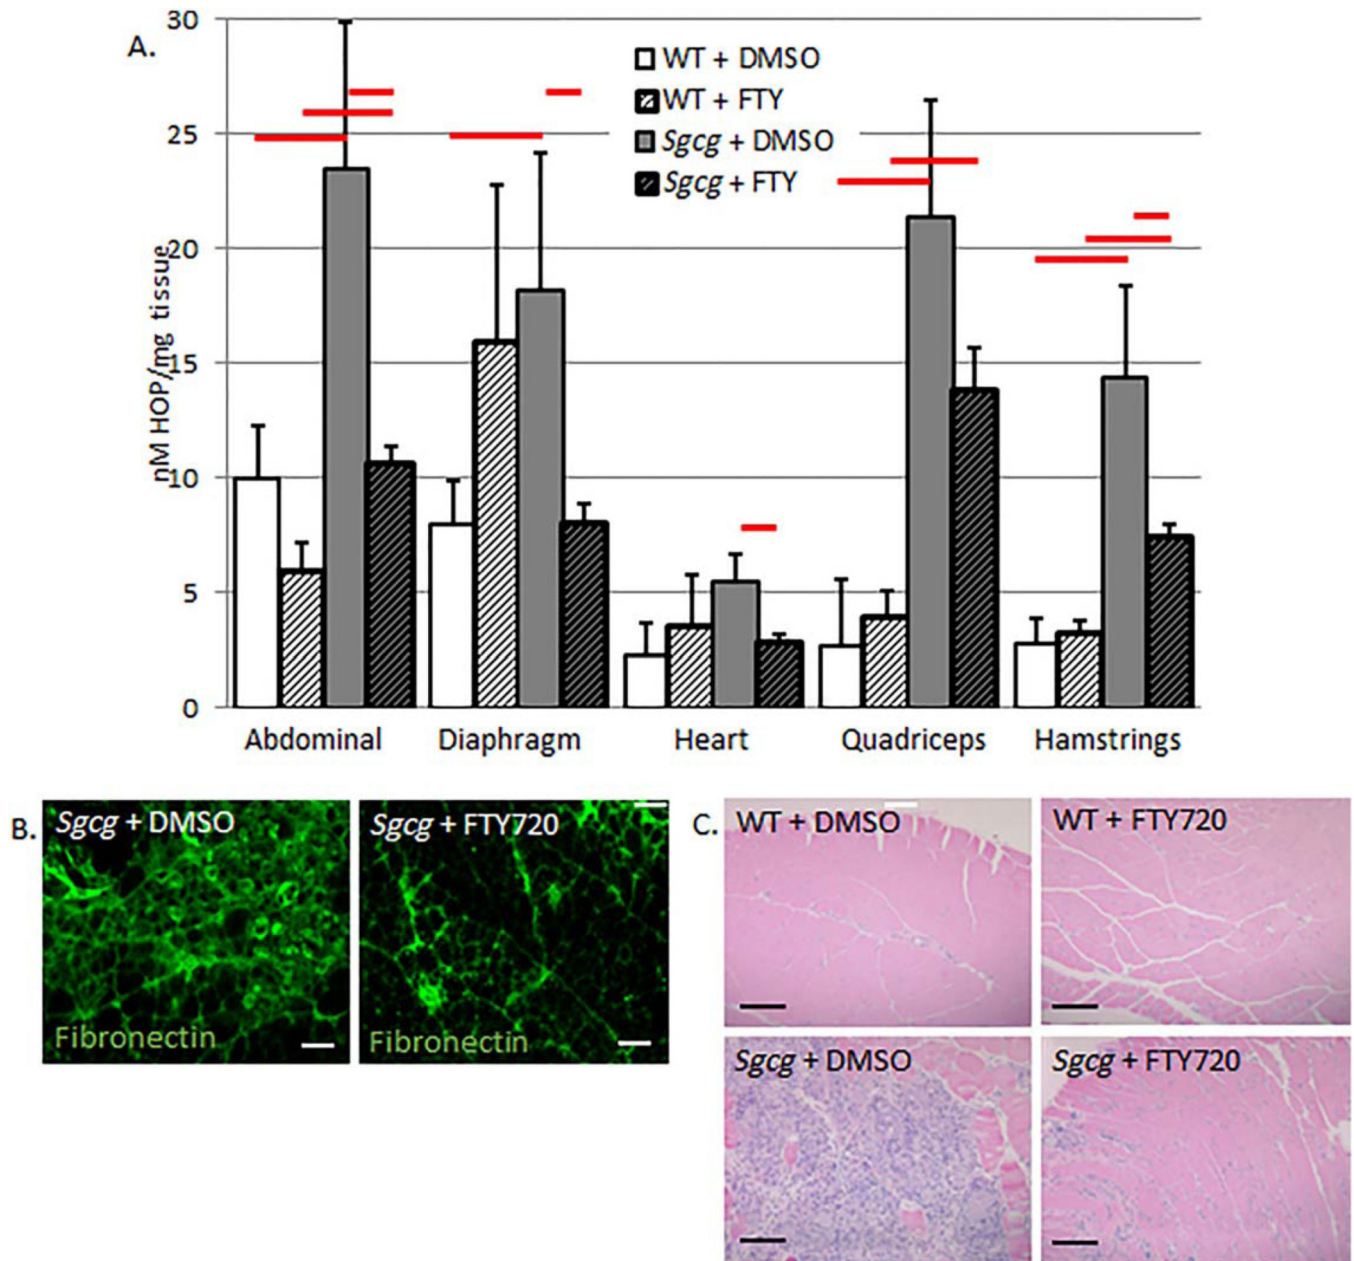 A.
30
25
20
15
10
5
0
nM HOP/mg tissue
WT + DMSO
WT + FTY
Sgcg + DMSO
Sgcg + FTY
Abdominal Diaphragm Heart Quadriceps Hamstrings
B.
Sgcg + DMSO
Fibronectin
Sgcg + FTY720
Fibronectin
C.
WT + DMSO
WT + FTY720
Sgcg + DMSO
Sgcg + FTY720